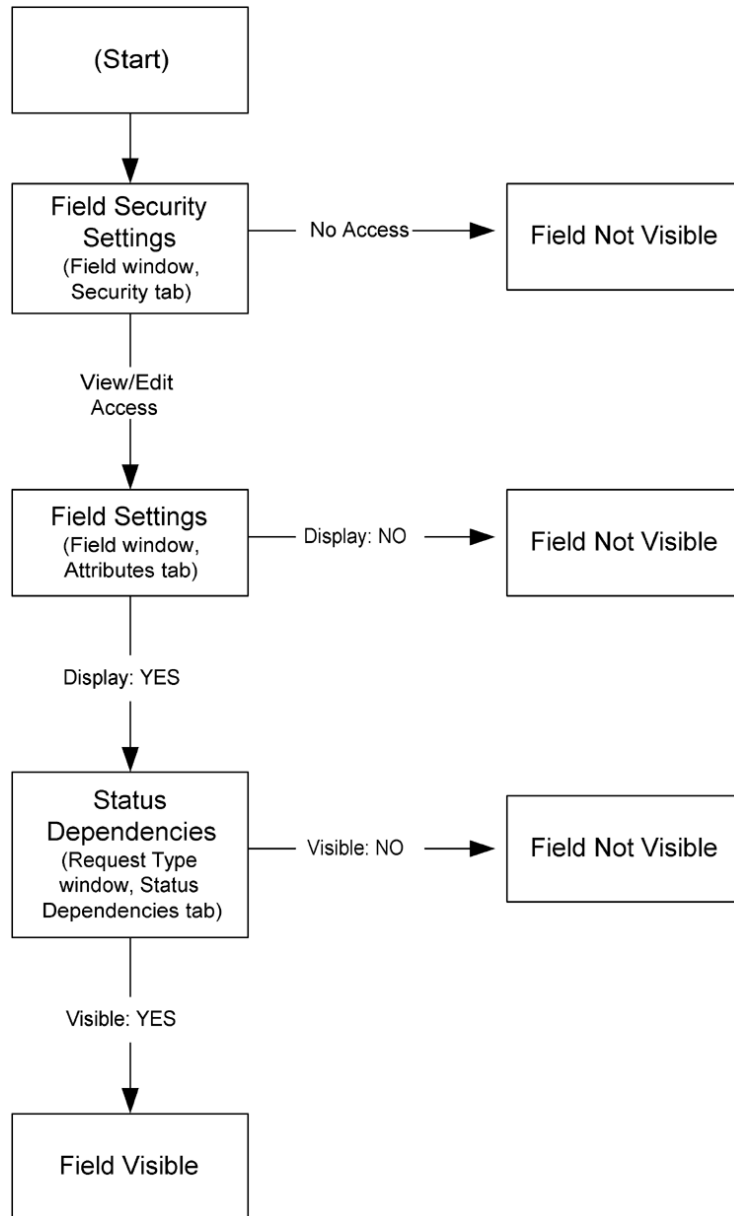 (Start)
Field Security
Settings
(Field window,
Security tab)
No Access
Field Not Visible
View/Edit
Access
Field Settings
(Field window,
Attributes tab)
Display: NO
Field Not Visible
Display: YES
Status
Dependencies
(Request Type
window, Status
Dependencies tab)
Visible: NO
Field Not Visible
Visible: YES
Field Visible